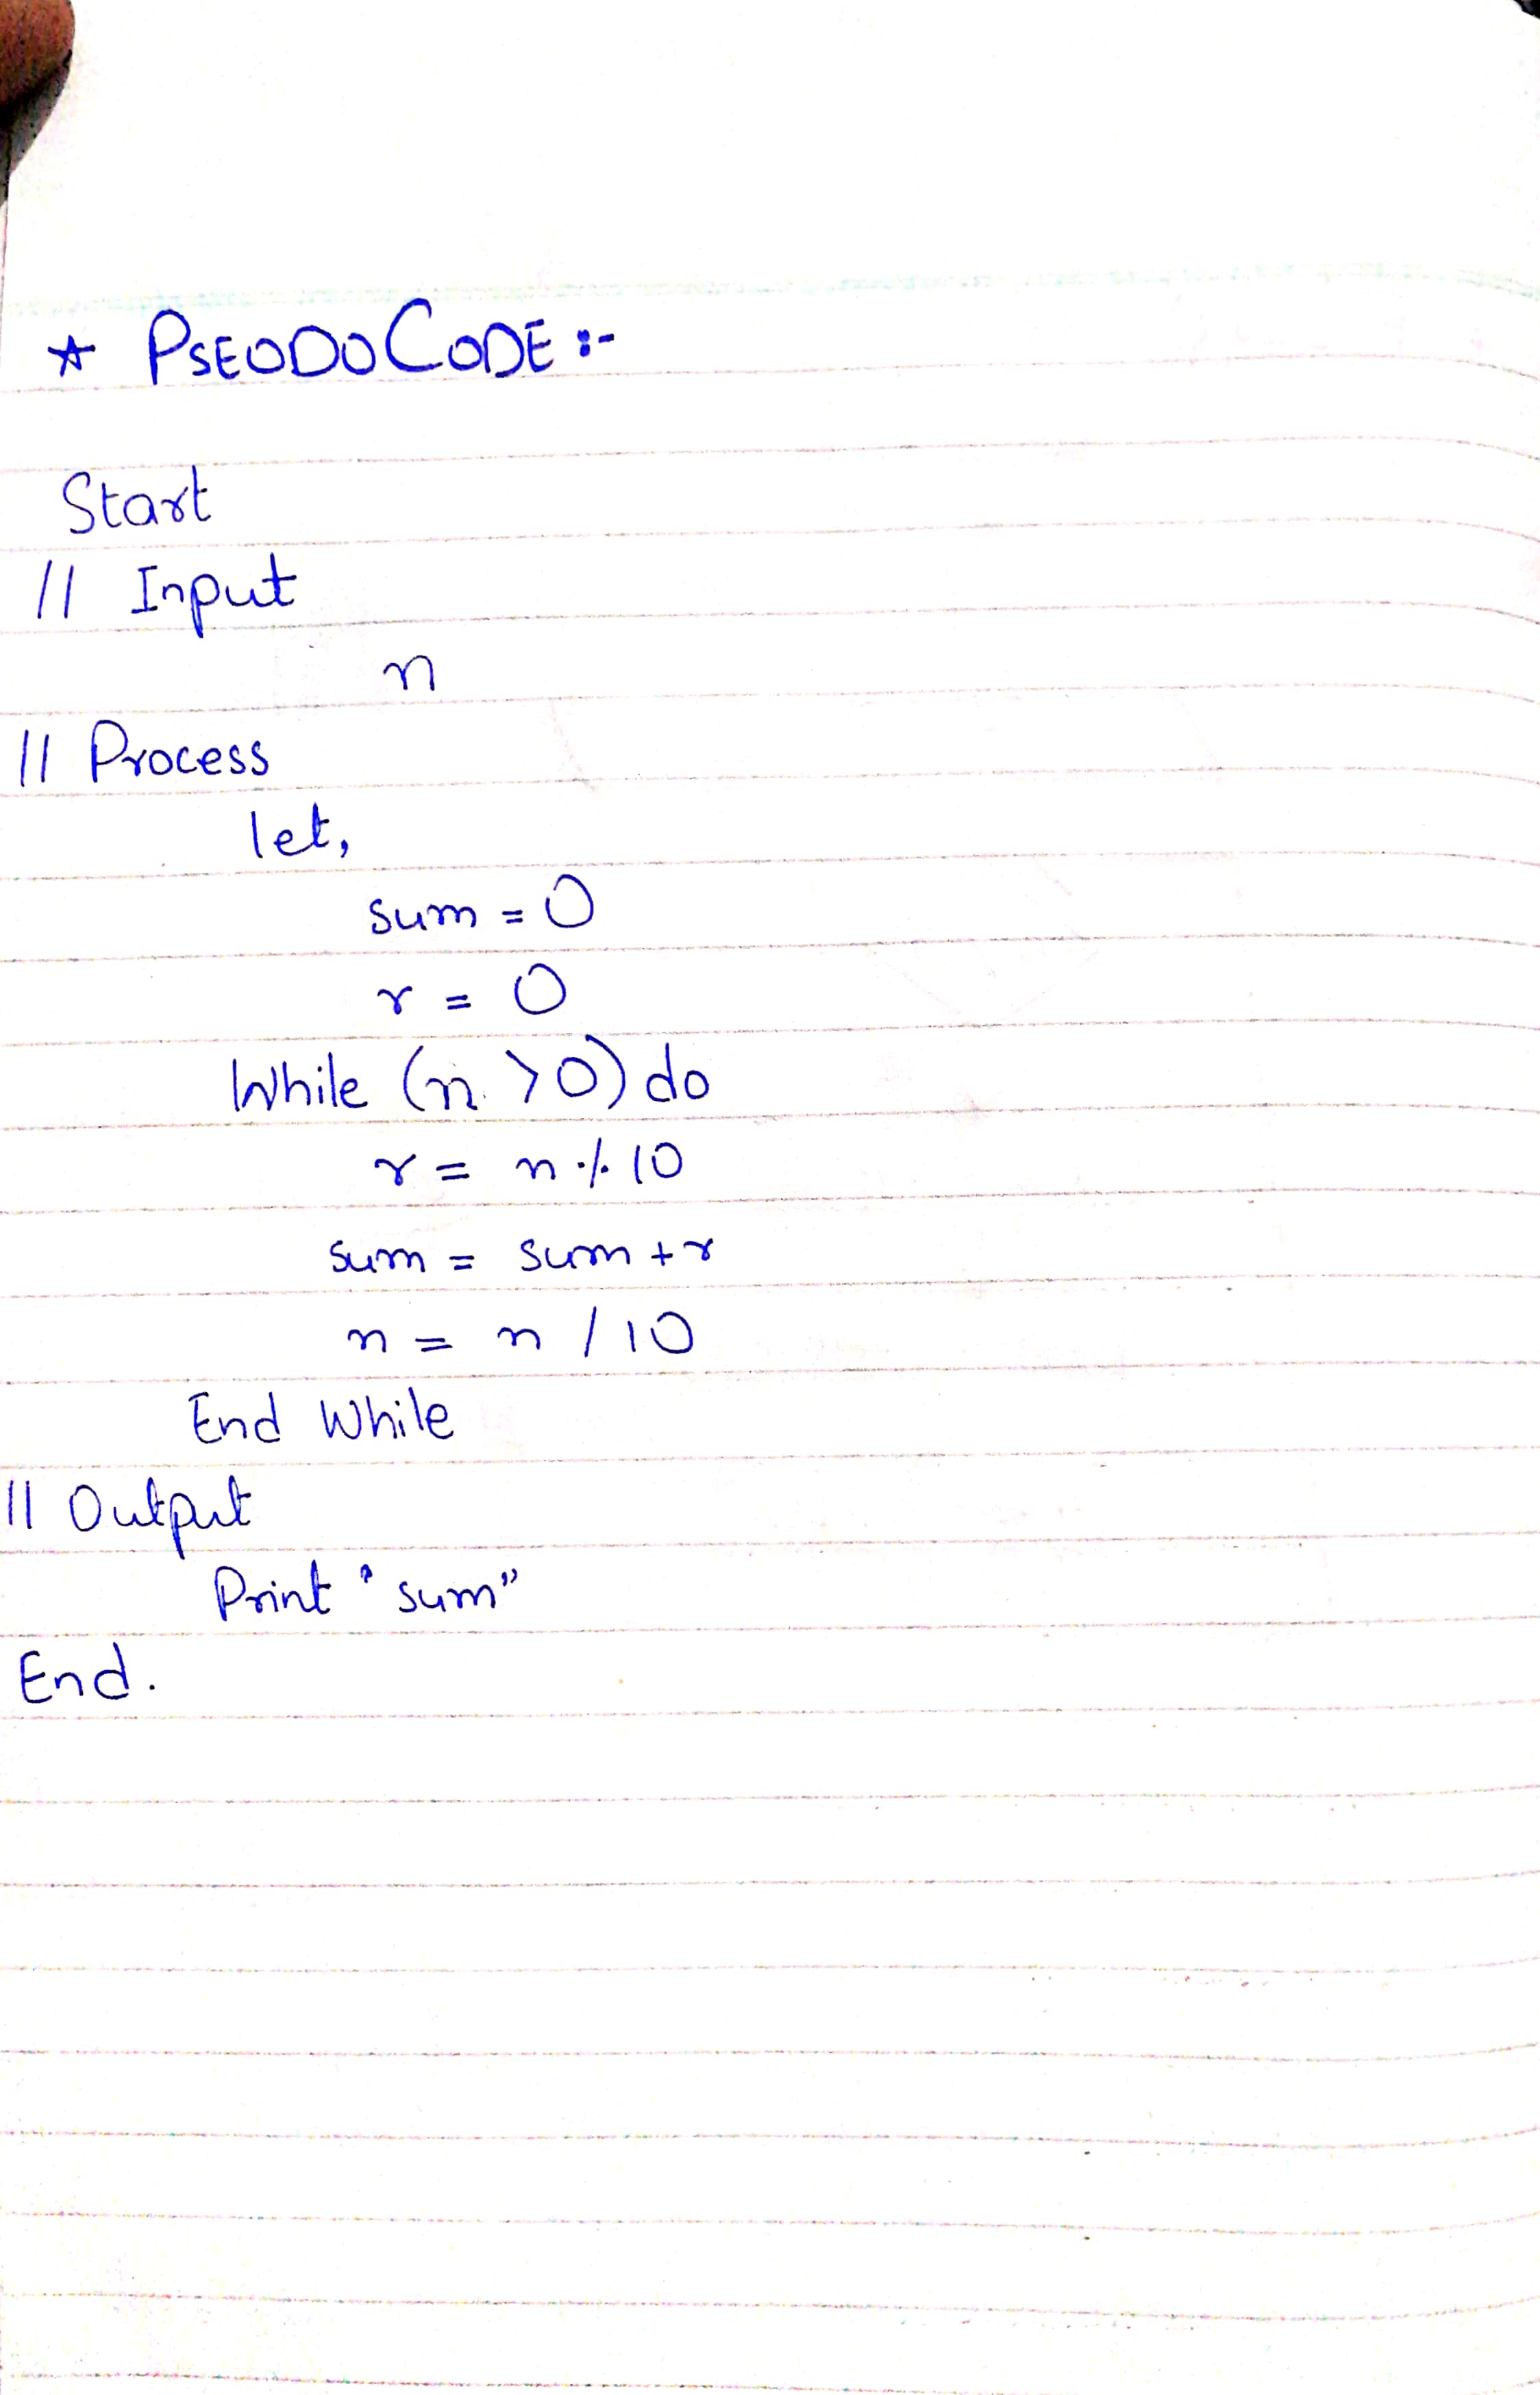 ★ PSEODOCODE :-
Start
// Input
n
// Process
let,
sum = 0
r = 0
While (n > 0) do
r = n % 10
sum = sum + r
n = n / 10
End While
// Output
Print "sum"
End.